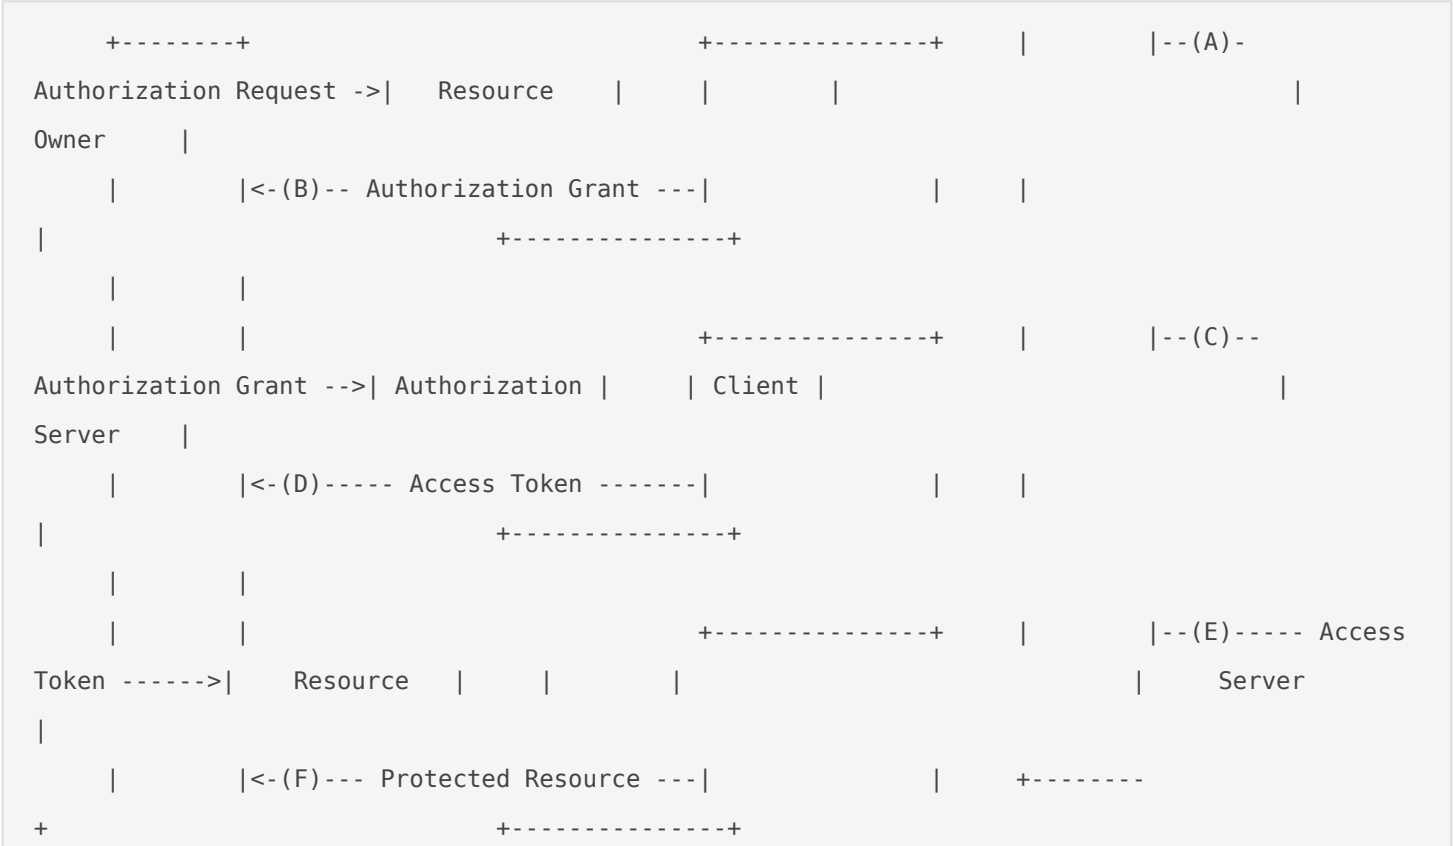 +--------+                               +---------------+     |        |--(A)-
Authorization Request ->|   Resource    |     |        |                               |
Owner     |
     |        |<-(B)-- Authorization Grant ---|               |     |
|                               +---------------+
     |        |
     |        |                               +---------------+     |        |--(C)--
Authorization Grant -->| Authorization |     | Client |                               |
Server    |
     |        |<-(D)----- Access Token -------|               |     |
|                               +---------------+
     |        |
     |        |                               +---------------+     |        |--(E)----- Access
Token ------>|    Resource   |     |        |                               |     Server
|
     |        |<-(F)--- Protected Resource ---|               |     +--------
+                               +---------------+